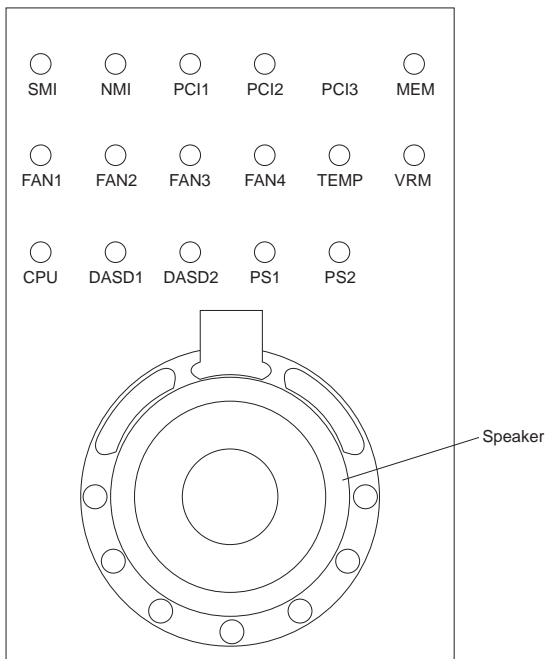 SMI NMI PCI1 PCI2 PCI3 MEM
FAN1 FAN2 FAN3 FAN4 TEMP VRM
CPU DASD1 DASD2 PS1 PS2
Speaker